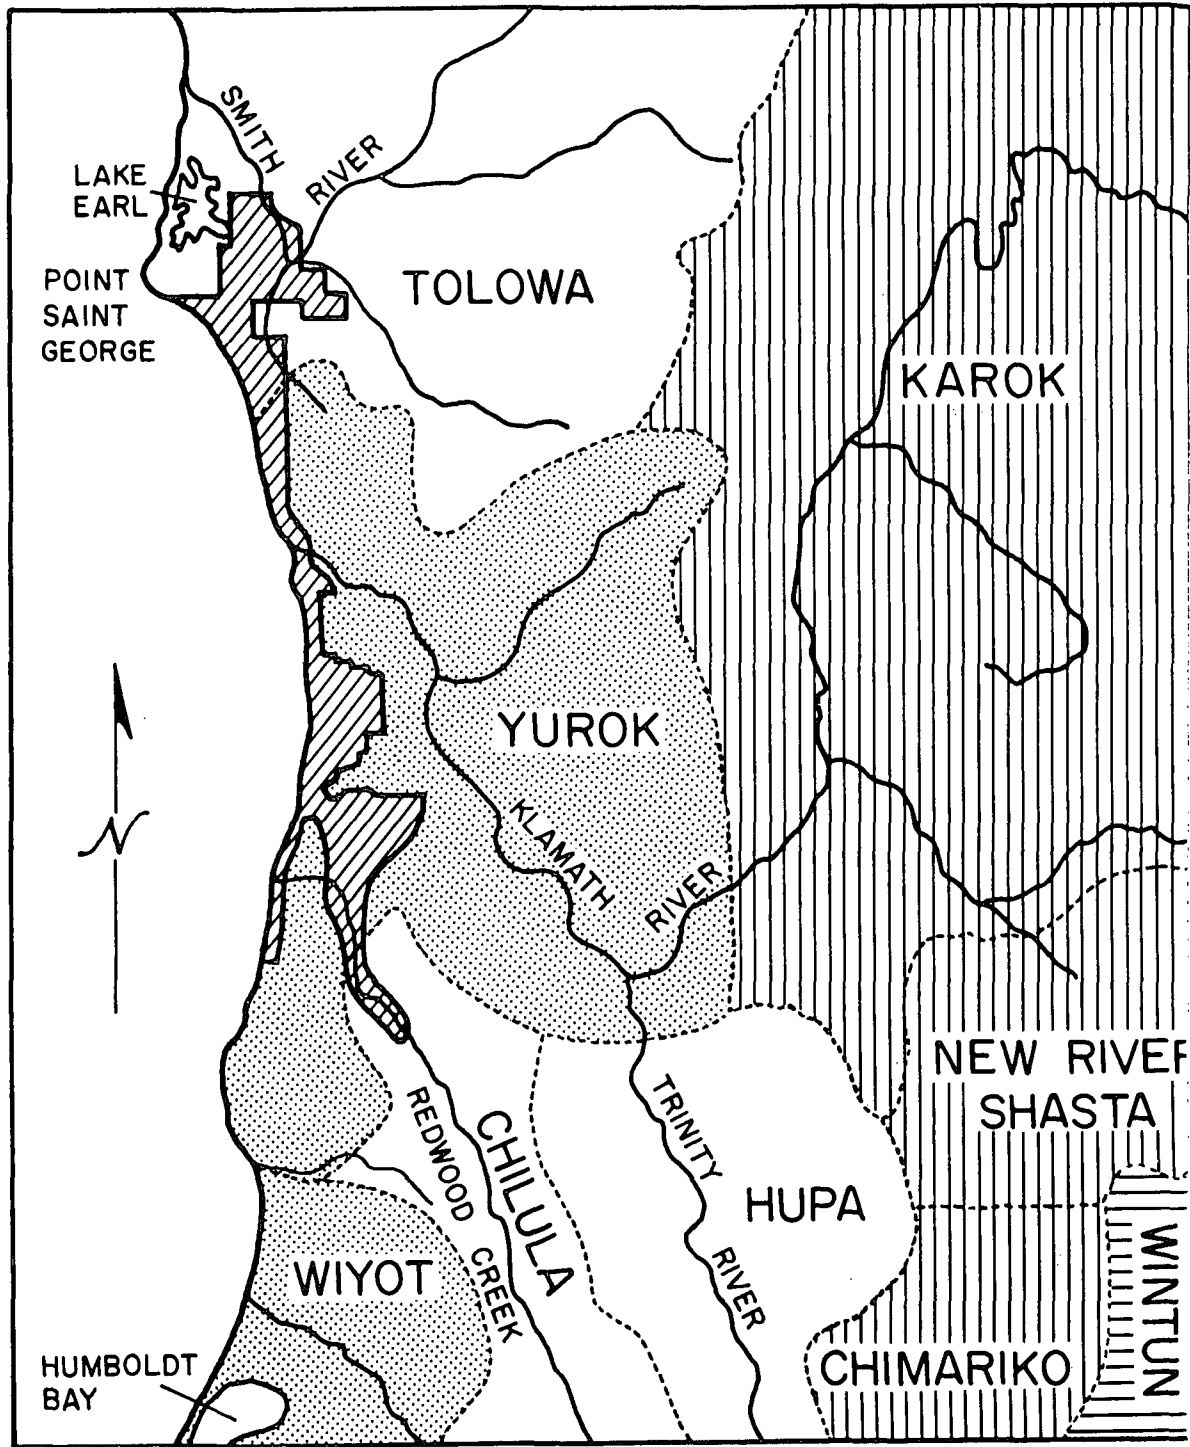 SMITH
RIVER
LAKE
EARL
POINT
SAINT
GEORGE
TOLOWA
KAROK
YUROK
KLAMATH
RIVER
N
NEW RIVER
SHASTA
TRINITY
RIVER
REDWOOD
CREEK
CHILULA
HUPA
WINTUN
WIYOT
CHIMARIKO
HUMBOLDT
BAY